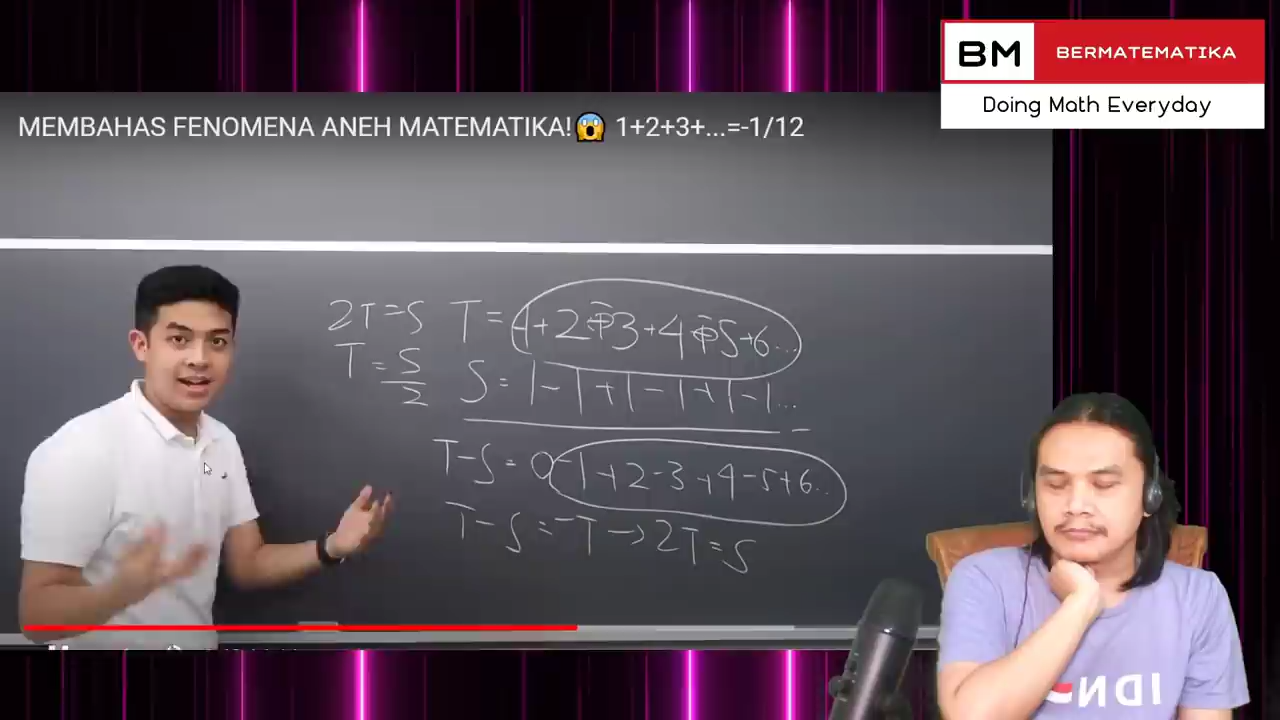 BM BERMATEMATIKA
Doing Math Everyday
MEMBAHAS FENOMENA ANEH MATEMATIKA!😱 1+2+3+...=-1/12
2T=S
T=S/2
T=1+2-3+4-5+6...
S=1-1+1-1+1-1...
T-S=0-1+2-3+4-5+6...
T-S=-T→2T=S
IDN